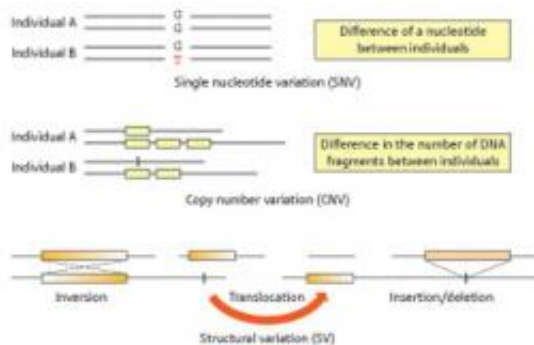 Individual A
G
G
Individual B
G
T
Difference of a nucleotide
between individuals
Single nucleotide variation (SNV)
Individual A
Individual B
Difference in the number of DNA
fragments between individuals
Copy number variation (CNV)
Inversion
Translocation
Insertion/deletion
Structural variation (SV)